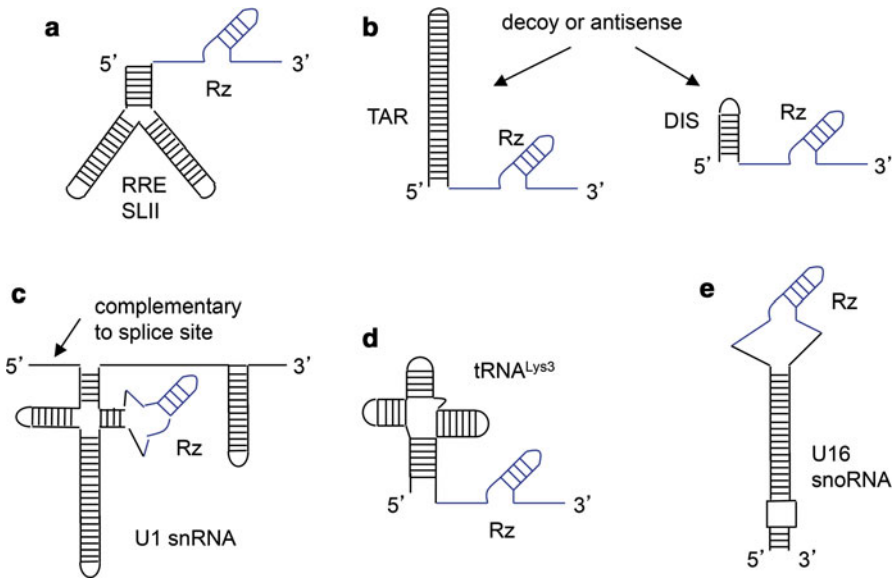 a
5’ 3’
Rz
RRE
SLII
b
decoy or antisense
TAR
Rz
5’ 3’
DIS
Rz
5’ 3’
c
complementary
to splice site
5’ 3’
Rz
U1 snRNA
d
tRNALys3
5’ 3’
Rz
e
Rz
U16
snoRNA
5’ 3’